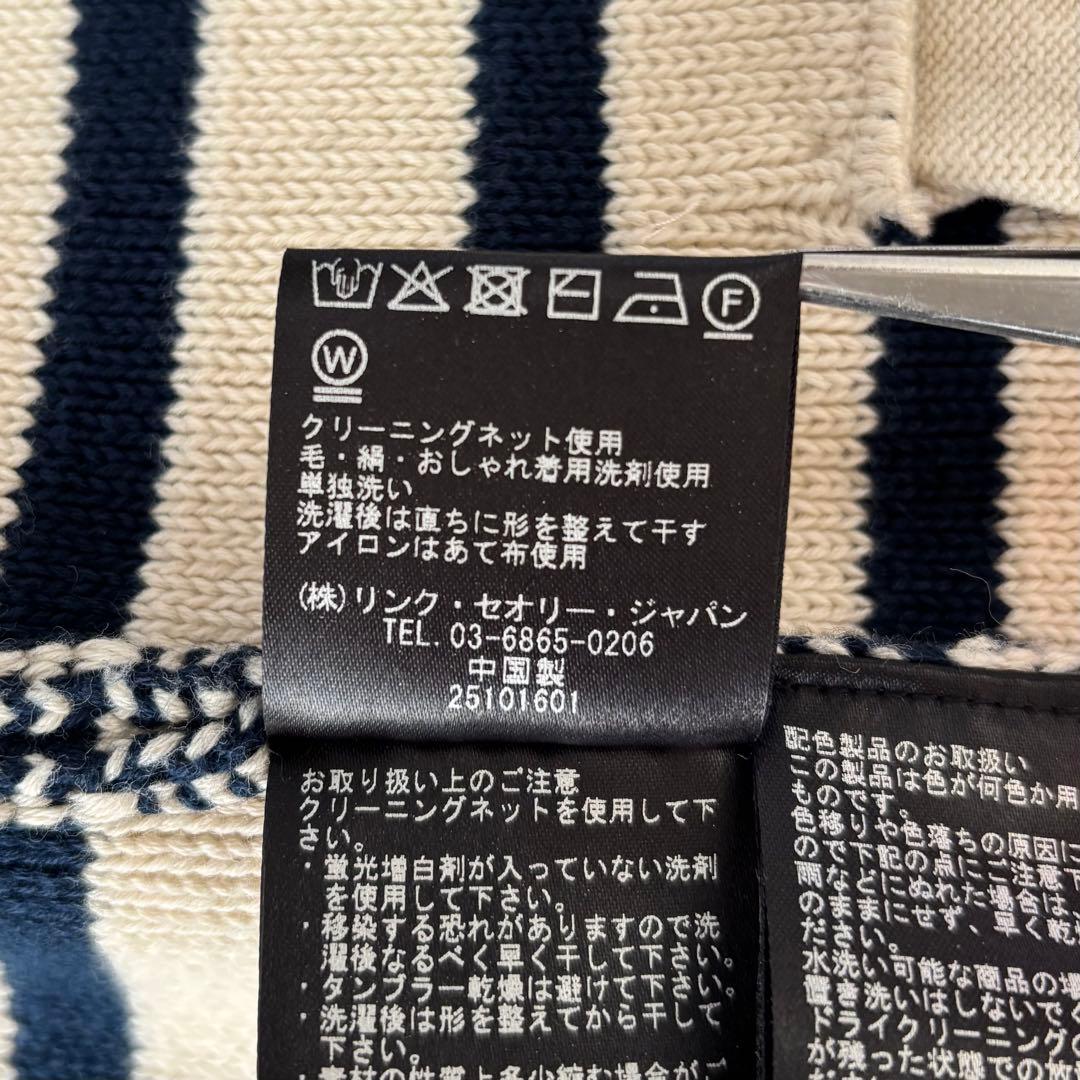 F
W
クリーニングネット使用
毛・絹・おしゃれ着用洗剤使用
単独洗い
洗濯後は直ちに形を整えて干す
アイロンはあて布使用
(株)リンク・セオリー・ジャパン
TEL. 03-6865-0206
中国製
25101601
お取り扱い上のご注意
クリーニングネットを使用して下
さい。
・蛍光増白剤が入っていない洗剤
を使用して下さい。
・移染する恐れがありますので洗
濯後なるべく早く干して下さい。
・タンブラー乾燥は避けて下さい。
・洗濯後は形を整えてから干して
下さい。
・素材の性質上多少縮む場合が
配色製品のお取扱い
この製品は色が何色か用
ものです。
色移りや色落ちの原因に
ので下記の点にご注意下
雨などにぬれた場合は、
のままにせず、早く乾
ださい。
水洗い可能な商品の場
置き洗いはしないで
ドライクリーニングの
が残った状態での